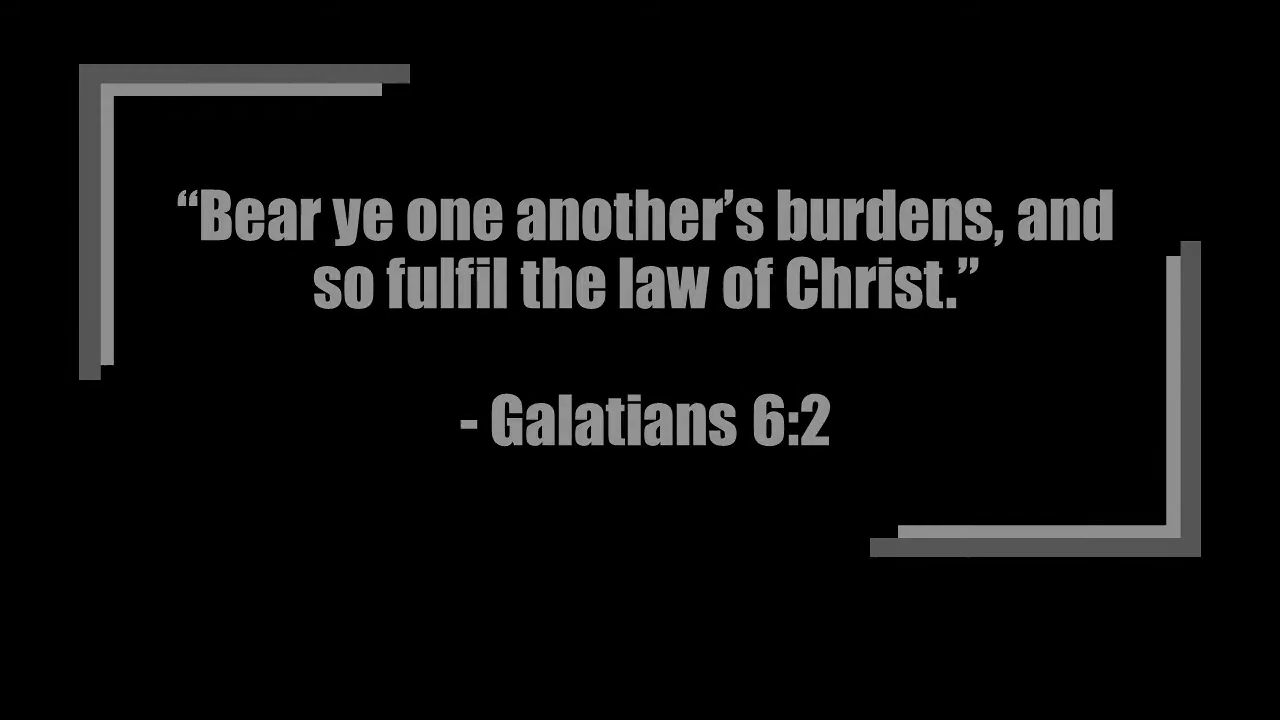 “Bear ye one another’s burdens, and
so fulfil the law of Christ.”
- Galatians 6:2